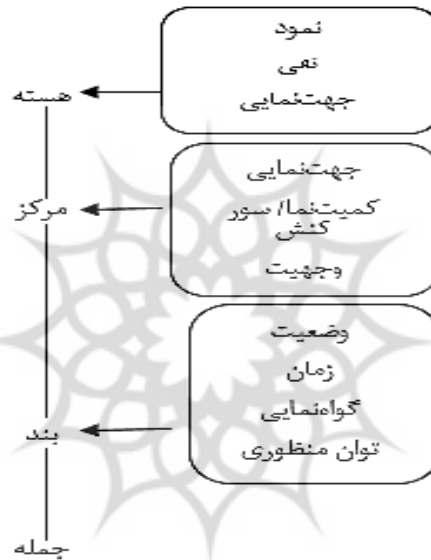 نمود
نفی
جهت‌نمایی
هسته
جهت‌نمایی
کمیت‌نما/ سور
کنش
وجهیت
مرکز
وضعیت
زمان
گواه‌نمایی
توان منظوری
بند
جمله